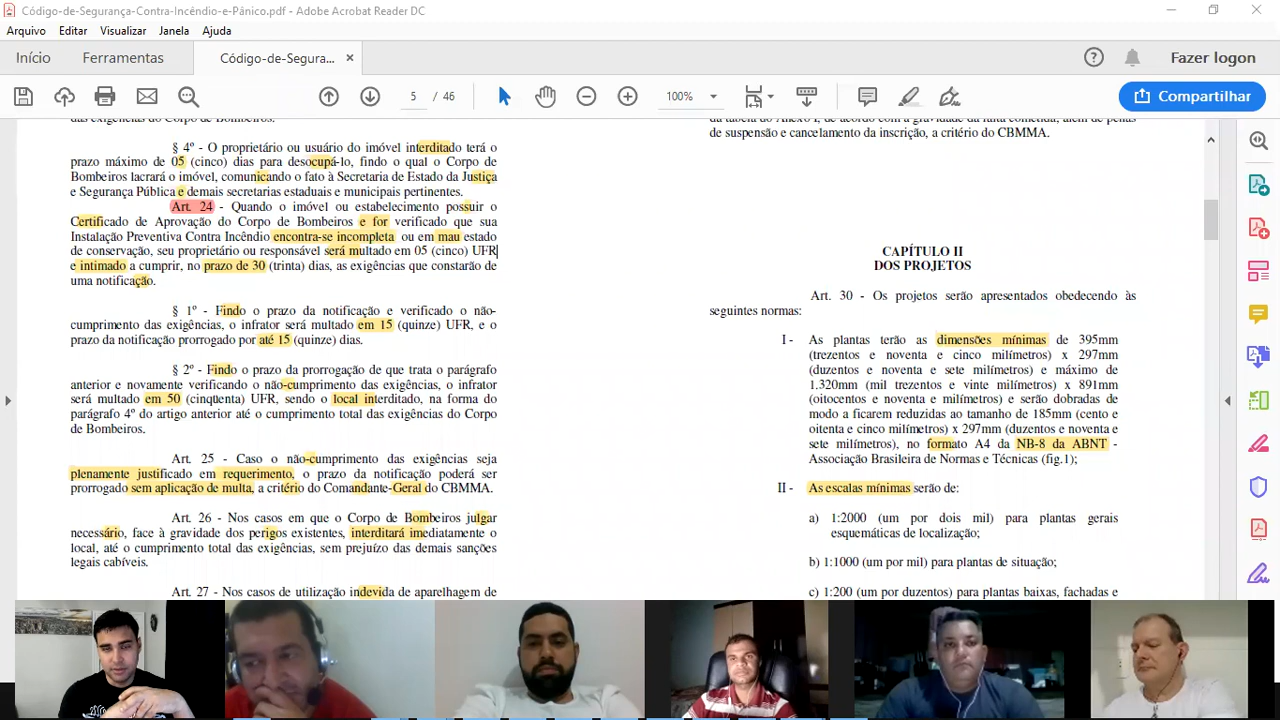 Código-de-Segurança-Contra-Incêndio-e-Pânico.pdf - Adobe Acrobat Reader DC
Arquivo Editar Visualizar Janela Ajuda
Início Ferramentas Código-de-Segura... × Fazer logon
5 / 46 100% Compartilhar
das exigências do Corpo de Bombeiros.
§ 4º - O proprietário ou usuário do imóvel interditado terá o
prazo máximo de 05 (cinco) dias para desocupá-lo, findo o qual o Corpo de
Bombeiros lacrará o imóvel, comunicando o fato à Secretaria de Estado da Justiça
e Segurança Pública e demais secretarias estaduais e municipais pertinentes.
Art. 24 - Quando o imóvel ou estabelecimento possuir o
Certificado de Aprovação do Corpo de Bombeiros e for verificado que sua
Instalação Preventiva Contra Incêndio encontra-se incompleta ou em mau estado
de conservação, seu proprietário ou responsável será multado em 05 (cinco) UFR
e intimado a cumprir, no prazo de 30 (trinta) dias, as exigências que constarão de
uma notificação.
§ 1º - Findo o prazo da notificação e verificado o não-
cumprimento das exigências, o infrator será multado em 15 (quinze) UFR, e o
prazo da notificação prorrogado por até 15 (quinze) dias.
§ 2º - Findo o prazo da prorrogação de que trata o parágrafo
anterior e novamente verificando o não-cumprimento das exigências, o infrator
será multado em 50 (cinqüenta) UFR, sendo o local interditado, na forma do
parágrafo 4º do artigo anterior até o cumprimento total das exigências do Corpo
de Bombeiros.
Art. 25 - Caso o não-cumprimento das exigências seja
plenamente justificado em requerimento, o prazo da notificação poderá ser
prorrogado sem aplicação de multa, a critério do Comandante-Geral do CBMMA.
Art. 26 - Nos casos em que o Corpo de Bombeiros julgar
necessário, face à gravidade dos perigos existentes, interditará imediatamente o
local, até o cumprimento total das exigências, sem prejuízo das demais sanções
legais cabíveis.
Art. 27 - Nos casos de utilização indevida de aparelhagem de
da tabela do Anexo I, de acordo com a gravidade da falta cometida, além de penas
de suspensão e cancelamento da inscrição, a critério do CBMMA.
CAPÍTULO II
DOS PROJETOS
Art. 30 - Os projetos serão apresentados obedecendo às
seguintes normas:
I - As plantas terão as dimensões mínimas de 395mm
(trezentos e noventa e cinco milímetros) x 297mm
(duzentos e noventa e sete milímetros) e máximo de
1.320mm (mil trezentos e vinte milímetros) x 891mm
(oitocentos e noventa e milímetros) e serão dobradas de
modo a ficarem reduzidas ao tamanho de 185mm (cento e
oitenta e cinco milímetros) x 297mm (duzentos e noventa e
sete milímetros), no formato A4 da NB-8 da ABNT -
Associação Brasileira de Normas e Técnicas (fig.1);
II - As escalas mínimas serão de:
a) 1:2000 (um por dois mil) para plantas gerais
esquemáticas de localização;
b) 1:1000 (um por mil) para plantas de situação;
c) 1:200 (um por duzentos) para plantas baixas, fachadas e